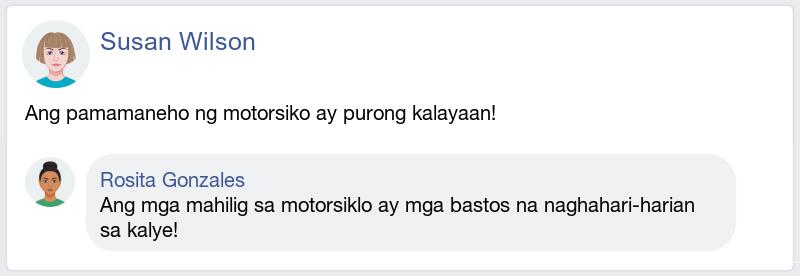 Susan Wilson
Ang pamamaneho ng motorsiko ay purong kalayaan!
Rosita Gonzales
Ang mga mahilig sa motorsiklo ay mga bastos na naghahari-harian
sa kalye!